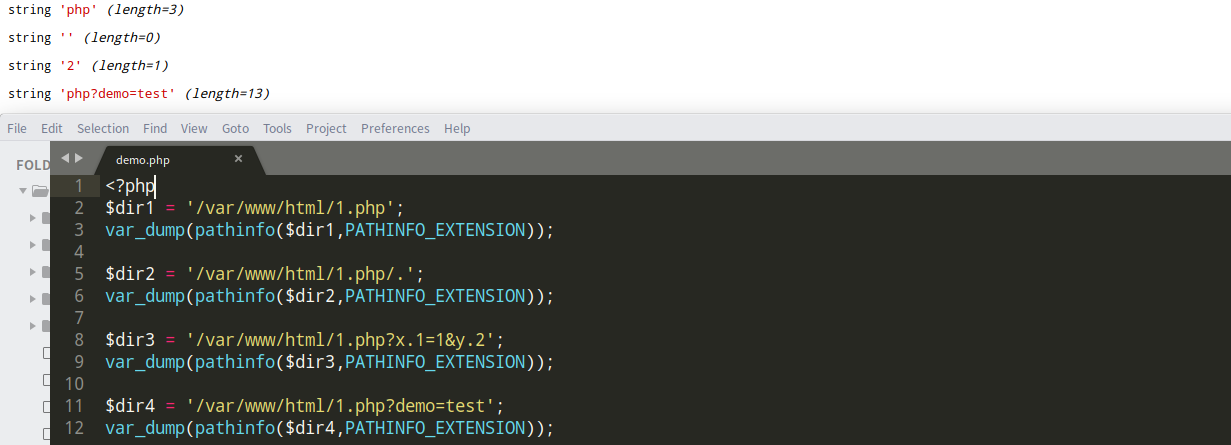 string 'php' (length=3)
string '' (length=0)
string '2' (length=1)
string 'php?demo=test' (length=13)
File Edit Selection Find View Goto Tools Project Preferences Help
FOLD
demo.php ×
1 <?php
2 $dir1 = '/var/www/html/1.php';
3 var_dump(pathinfo($dir1,PATHINFO_EXTENSION));
4
5 $dir2 = '/var/www/html/1.php/.';
6 var_dump(pathinfo($dir2,PATHINFO_EXTENSION));
7
8 $dir3 = '/var/www/html/1.php?x.1=1&y.2';
9 var_dump(pathinfo($dir3,PATHINFO_EXTENSION));
10
11 $dir4 = '/var/www/html/1.php?demo=test';
12 var_dump(pathinfo($dir4,PATHINFO_EXTENSION));